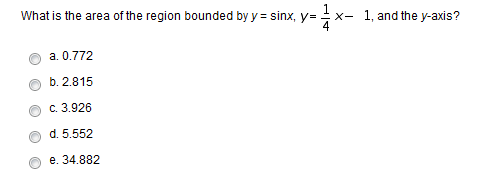 What is the area of the region bounded by y = sinx, y= 1/4 x− 1, and the y-axis?
a. 0.772
b. 2.815
c. 3.926
d. 5.552
e. 34.882